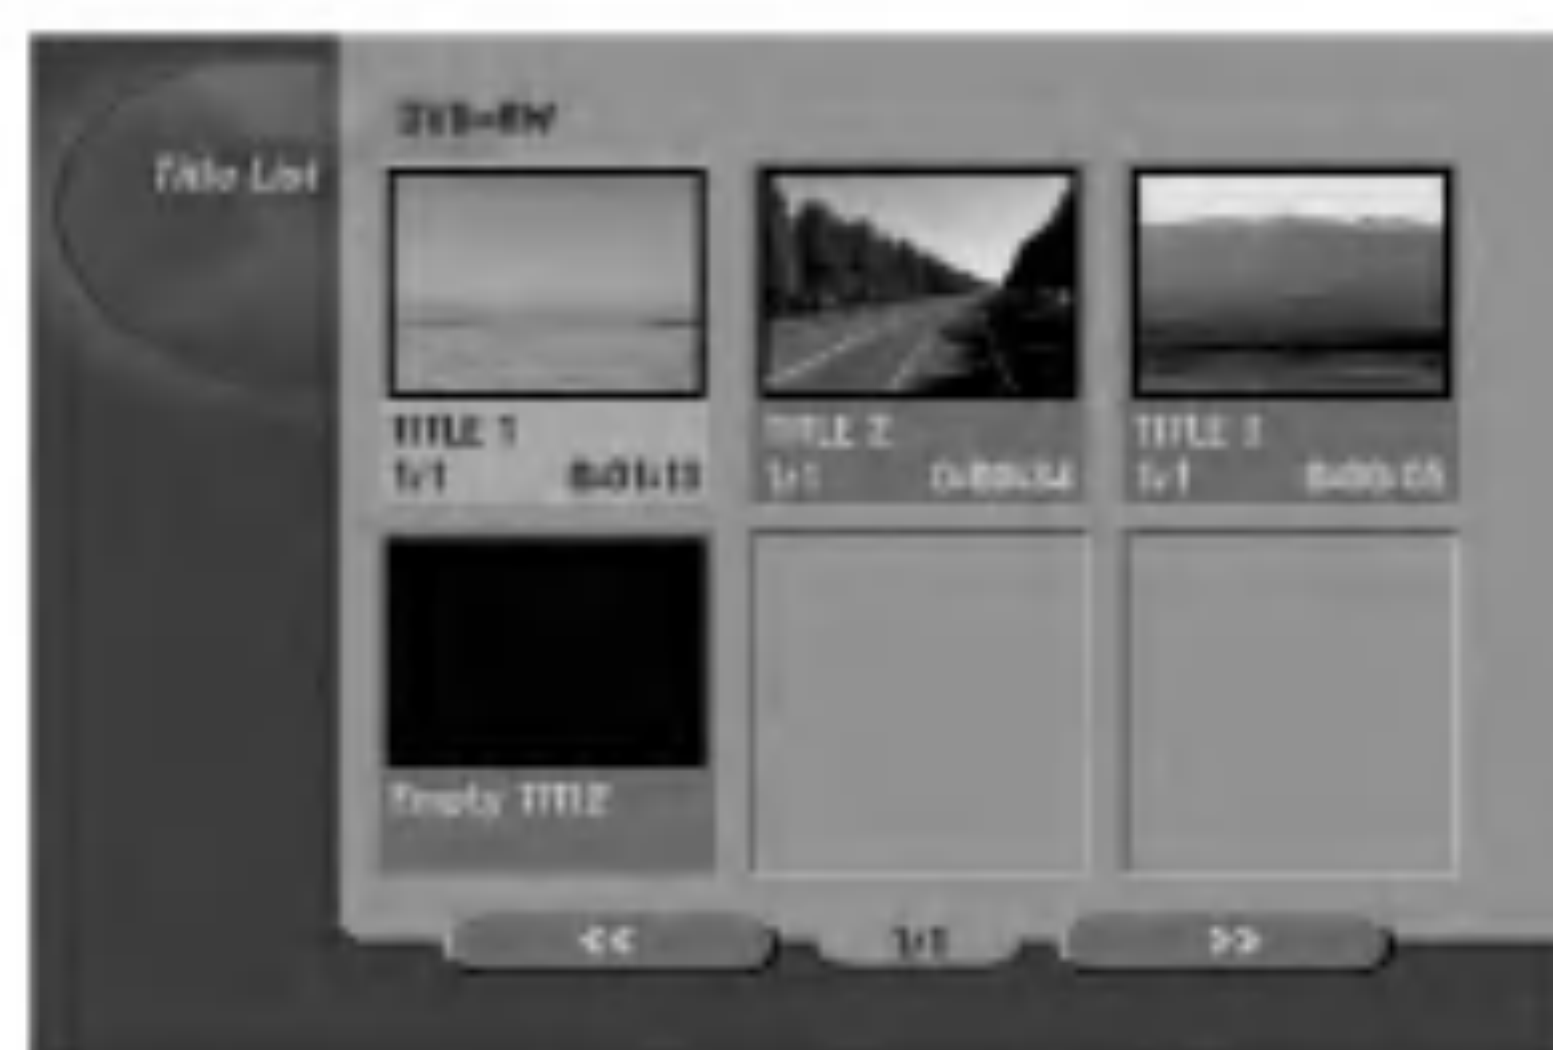 Title List
DVD+RW
TITLE 1
1/1
TITLE 2
1/1
TITLE 3
1/1
Empty TITLE
<< 1/1 >>